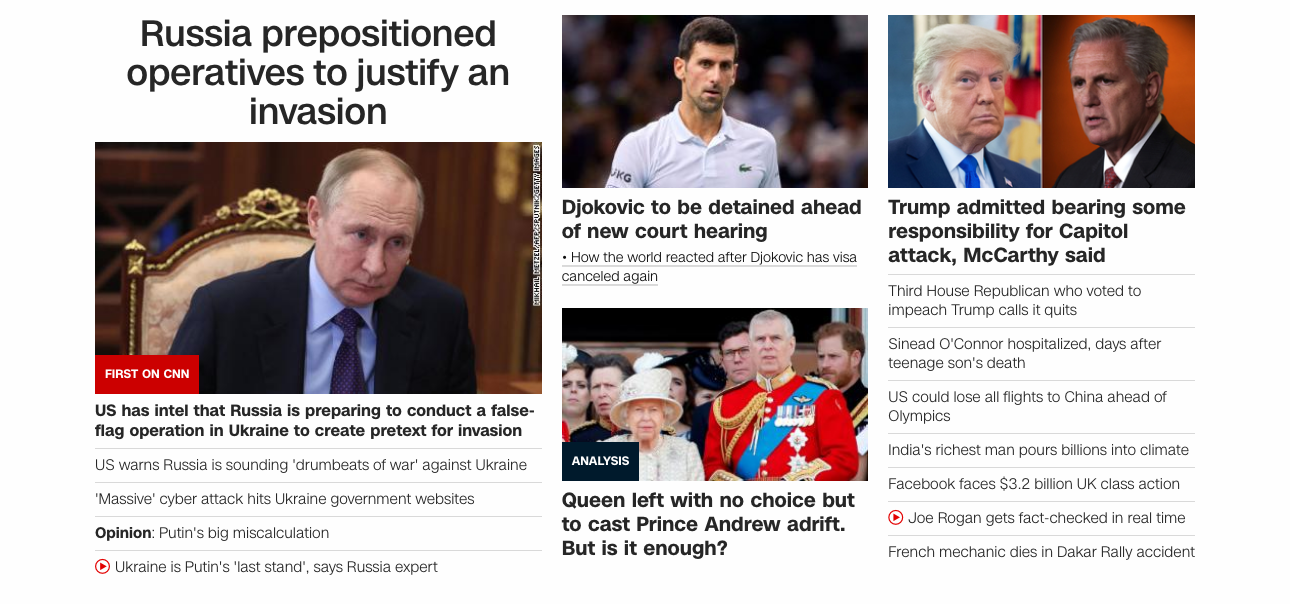 Russia prepositioned
operatives to justify an
invasion
MIKHAIL METZEL/AFP/SPUTNIK/GETTY IMAGES
FIRST ON CNN
US has intel that Russia is preparing to conduct a false-
flag operation in Ukraine to create pretext for invasion
US warns Russia is sounding 'drumbeats of war' against Ukraine
'Massive' cyber attack hits Ukraine government websites
Opinion: Putin's big miscalculation
Ukraine is Putin's 'last stand', says Russia expert
UKG
Djokovic to be detained ahead
of new court hearing
• How the world reacted after Djokovic has visa
canceled again
ANALYSIS
Queen left with no choice but
to cast Prince Andrew adrift.
But is it enough?
Trump admitted bearing some
responsibility for Capitol
attack, McCarthy said
Third House Republican who voted to
impeach Trump calls it quits
Sinead O'Connor hospitalized, days after
teenage son's death
US could lose all flights to China ahead of
Olympics
India's richest man pours billions into climate
Facebook faces $3.2 billion UK class action
Joe Rogan gets fact-checked in real time
French mechanic dies in Dakar Rally accident